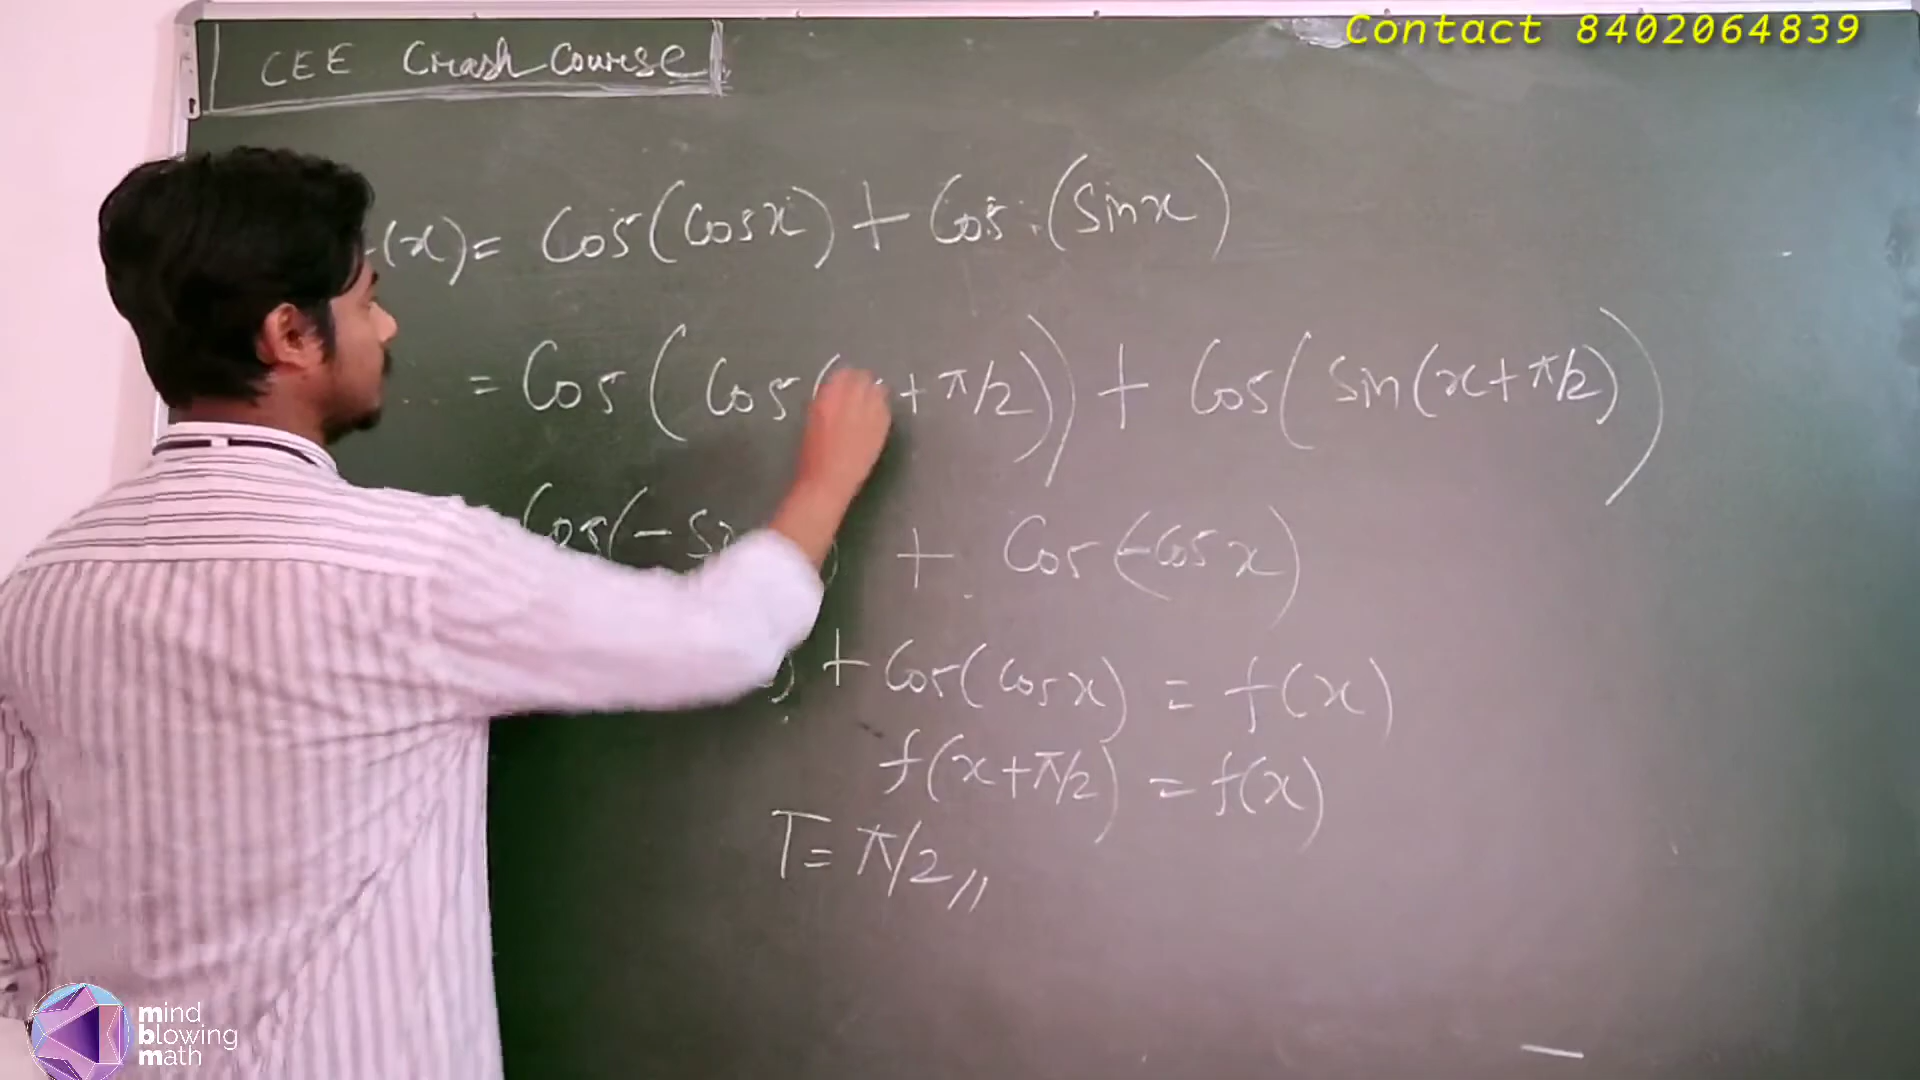 Contact 8402064839
CEE Crash Course
(x) = Cos(Cosx) + Cos (Sinx)
= Cos(Cos(x+π/2)) + Cos(Sin(x+π/2))
Cos(- + Cos(-Cosx)
) + Cos(Cosx) = f(x)
f(x+π/2) = f(x)
T = π/2 //
mind
blowing
math